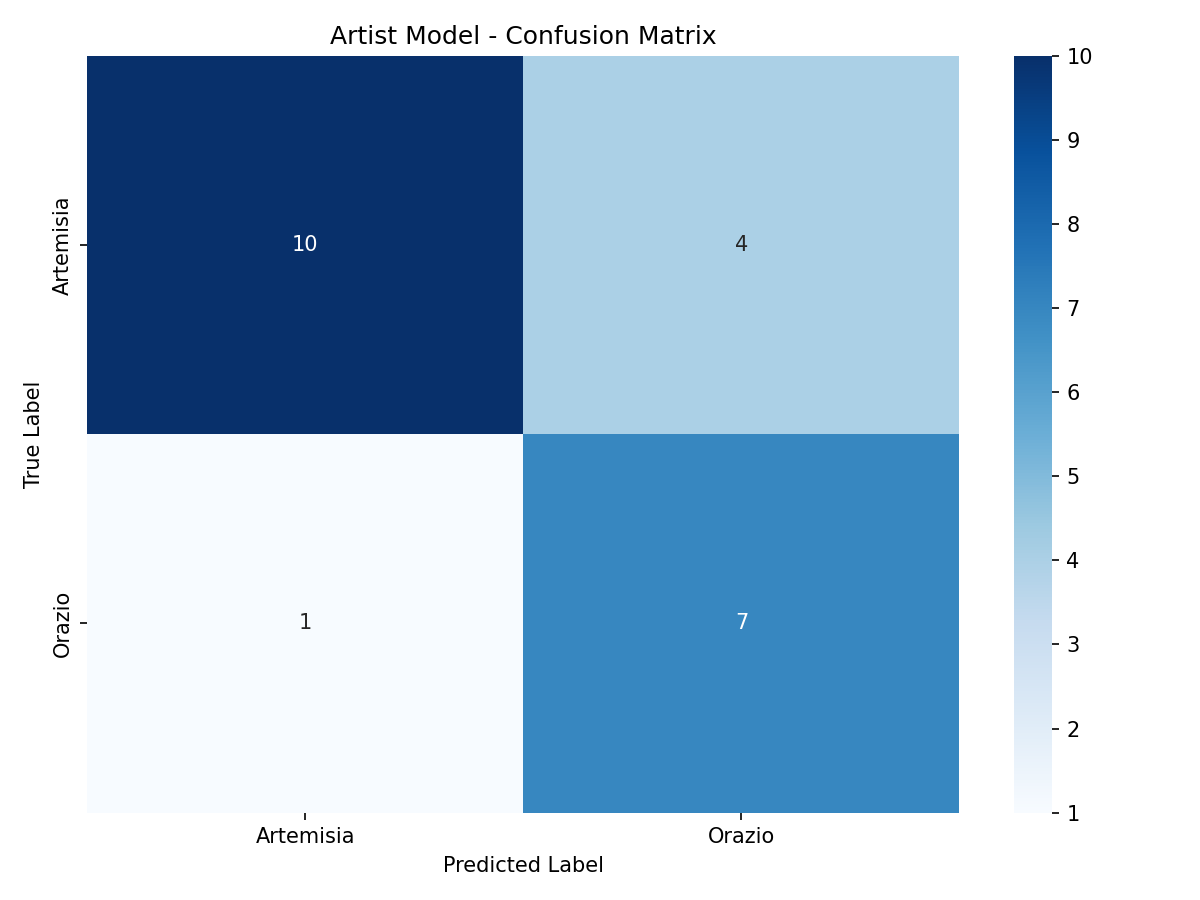 Artist Model - Confusion Matrix
True Label
Artemisia
Orazio
10
4
1
7
Artemisia
Orazio
Predicted Label
10
9
8
7
6
5
4
3
2
1